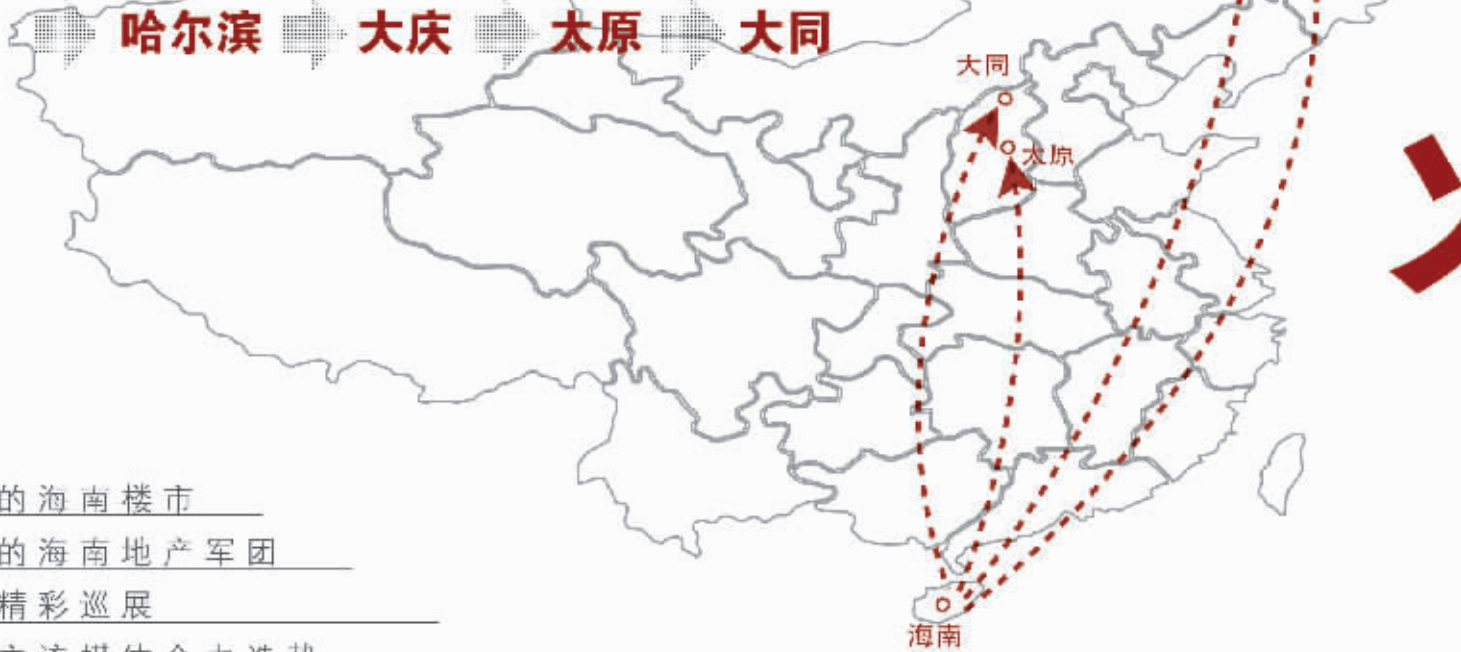 哈尔滨 大庆 太原 大同
大同
太原
的海南楼市
的海南地产军团
精彩巡展
海南